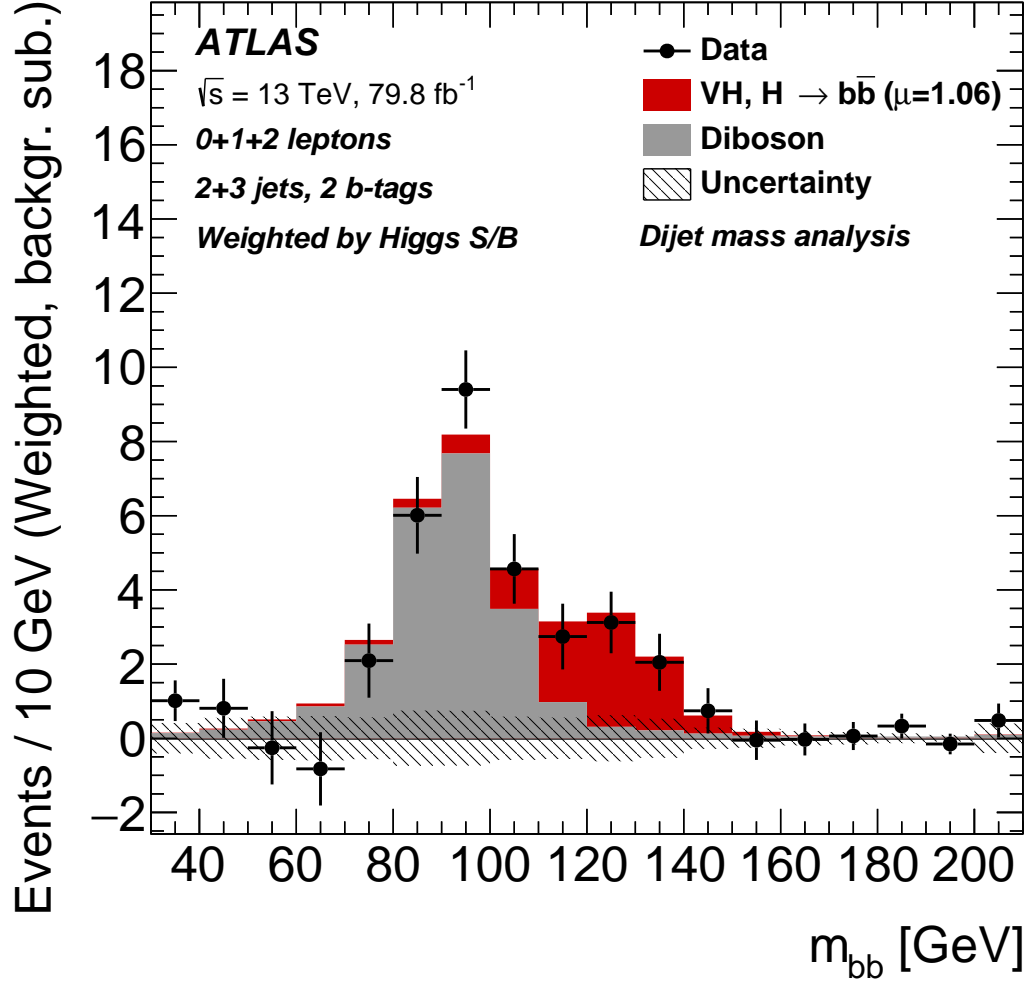 Events / 10 GeV (Weighted, backgr. sub.)
18
16
14
12
10
8
6
4
2
0
−2
ATLAS
√s = 13 TeV, 79.8 fb⁻¹
0+1+2 leptons
2+3 jets, 2 b-tags
Weighted by Higgs S/B
Data
VH, H → bb̅ (μ=1.06)
Diboson
Uncertainty
Dijet mass analysis
40 60 80 100 120 140 160 180 200
m_bb [GeV]